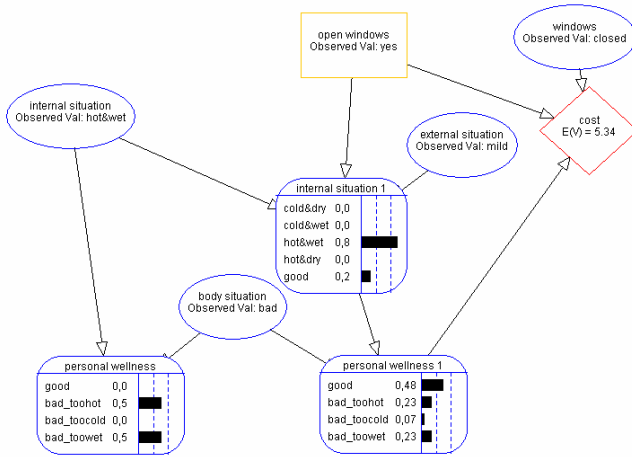 open windows
Observed Val: yes
windows
Observed Val: closed
internal situation
Observed Val: hot&wet
cost
E(V) = 5.34
external situation
Observed Val: mild
internal situation 1
cold&dry 0,0
cold&wet 0,0
hot&wet 0,8
hot&dry 0,0
good 0,2
body situation
Observed Val: bad
personal wellness
good 0,0
bad_toohot 0,5
bad_toocold 0,0
bad_toowet 0,5
personal wellness 1
good 0,48
bad_toohot 0,23
bad_toocold 0,07
bad_toowet 0,23